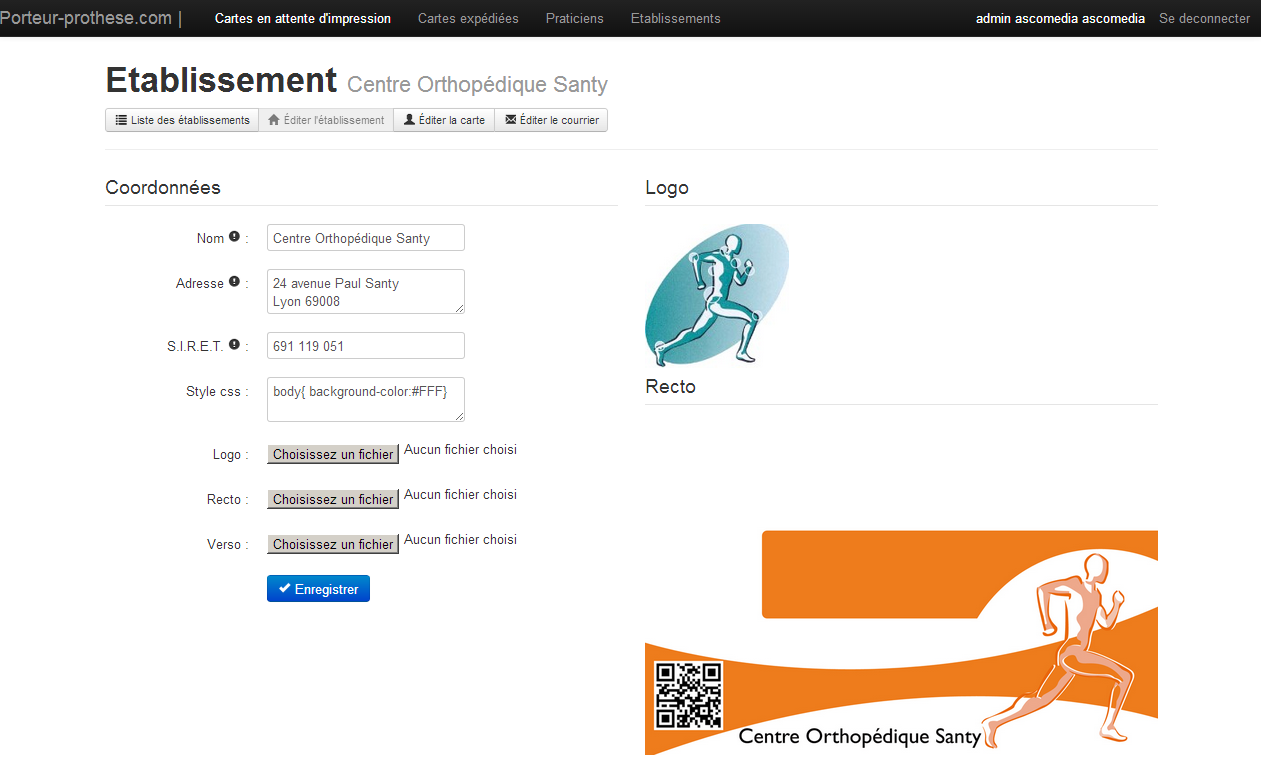 Porteur-prothese.com | Cartes en attente d'impression Cartes expédiées Praticiens Etablissements admin ascomedia ascomedia Se deconnecter
Etablissement Centre Orthopédique Santy
Liste des établissements Éditer l'établissement Éditer la carte Éditer le courrier
Coordonnées
Nom : Centre Orthopédique Santy
Adresse : 24 avenue Paul Santy
Lyon 69008
S.I.R.E.T. : 691 119 051
Style css : body{ background-color:#FFF}
Logo : Choisissez un fichier Aucun fichier choisi
Recto : Choisissez un fichier Aucun fichier choisi
Verso : Choisissez un fichier Aucun fichier choisi
Enregistrer
Logo
Recto
Centre Orthopédique Santy